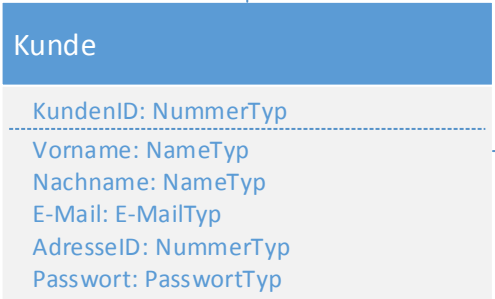 Kunde
KundenID: NummerTyp
Vorname: NameTyp
Nachname: NameTyp
E-Mail: E-MailTyp
AdresseID: NummerTyp
Passwort: PasswortTyp